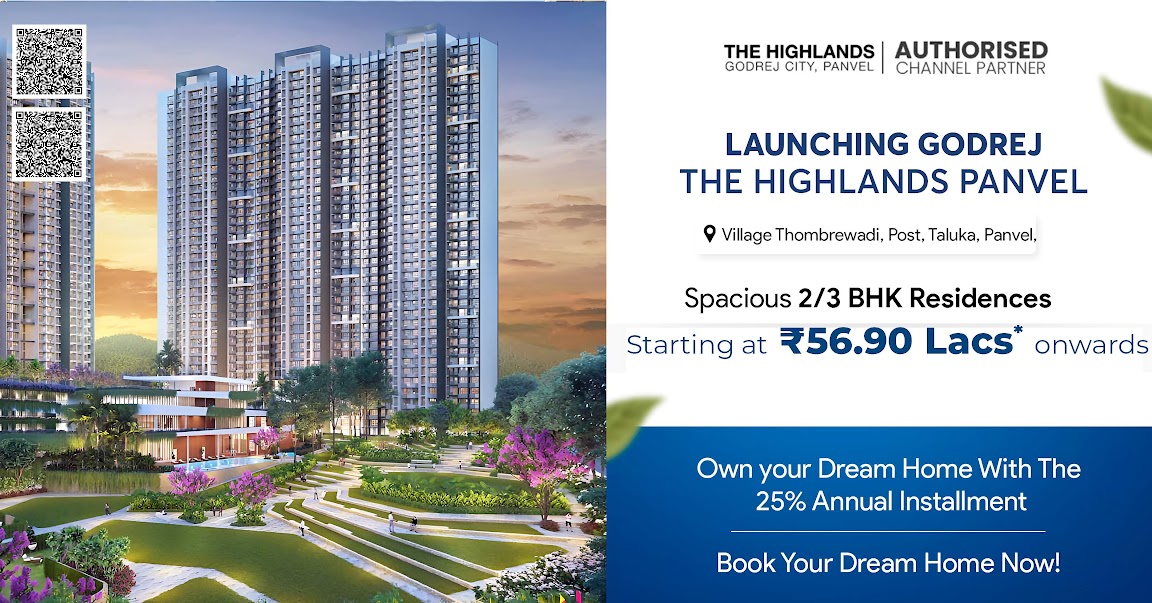 THE HIGHLANDS
GODREJ CITY, PANVEL
AUTHORISED
CHANNEL PARTNER
LAUNCHING GODREJ
THE HIGHLANDS PANVEL
Village Thombrewadi, Post, Taluka, Panvel,
Spacious 2/3 BHK Residences
Starting at ₹56.90 Lacs* onwards
Own your Dream Home With The
25% Annual Installment
Book Your Dream Home Now!